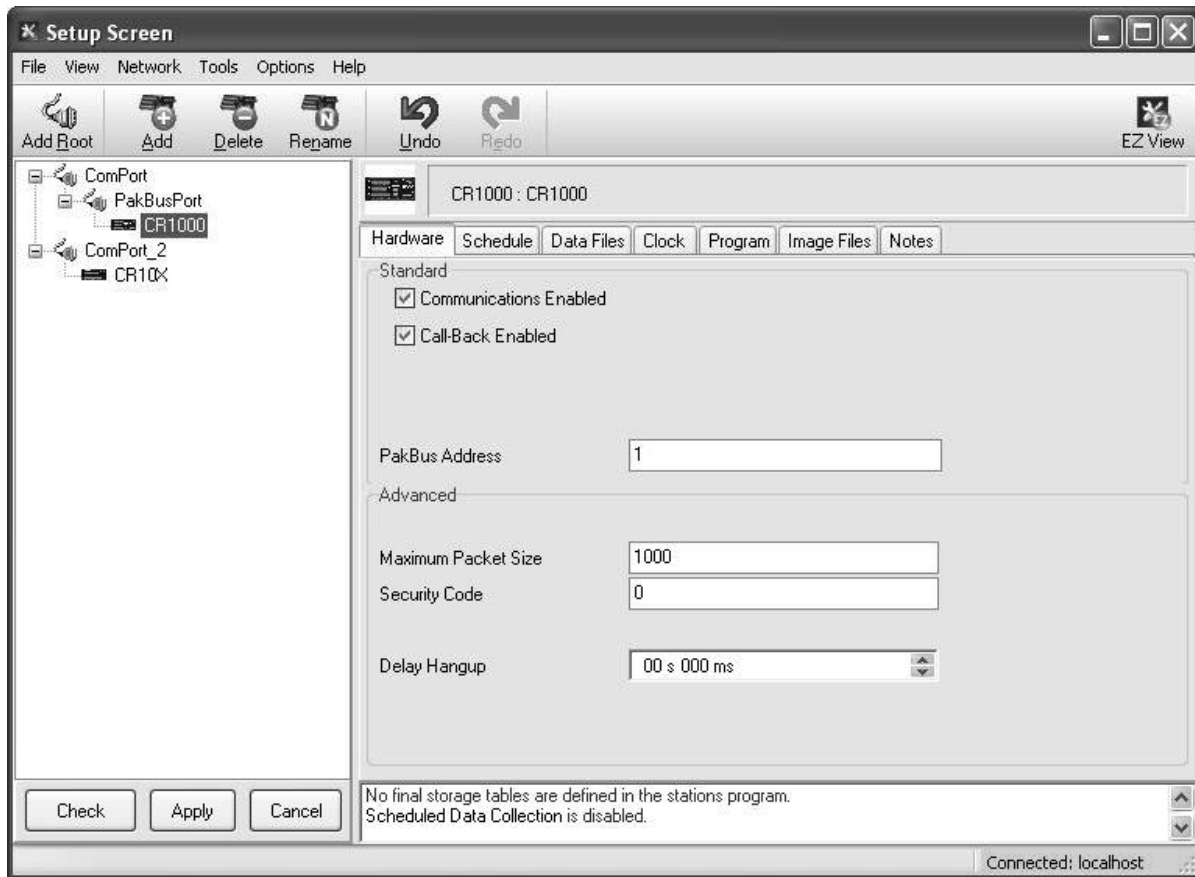 Setup Screen
File View Network Tools Options Help
Add Root Add Delete Rename Undo Redo EZ View
ComPort
PakBusPort
CR1000
ComPort_2
CR10X
CR1000 : CR1000
Hardware Schedule Data Files Clock Program Image Files Notes
Standard
Communications Enabled
Call-Back Enabled
PakBus Address 1
Advanced
Maximum Packet Size 1000
Security Code 0
Delay Hangup 00 s 000 ms
Check Apply Cancel
No final storage tables are defined in the stations program.
Scheduled Data Collection is disabled.
Connected: localhost